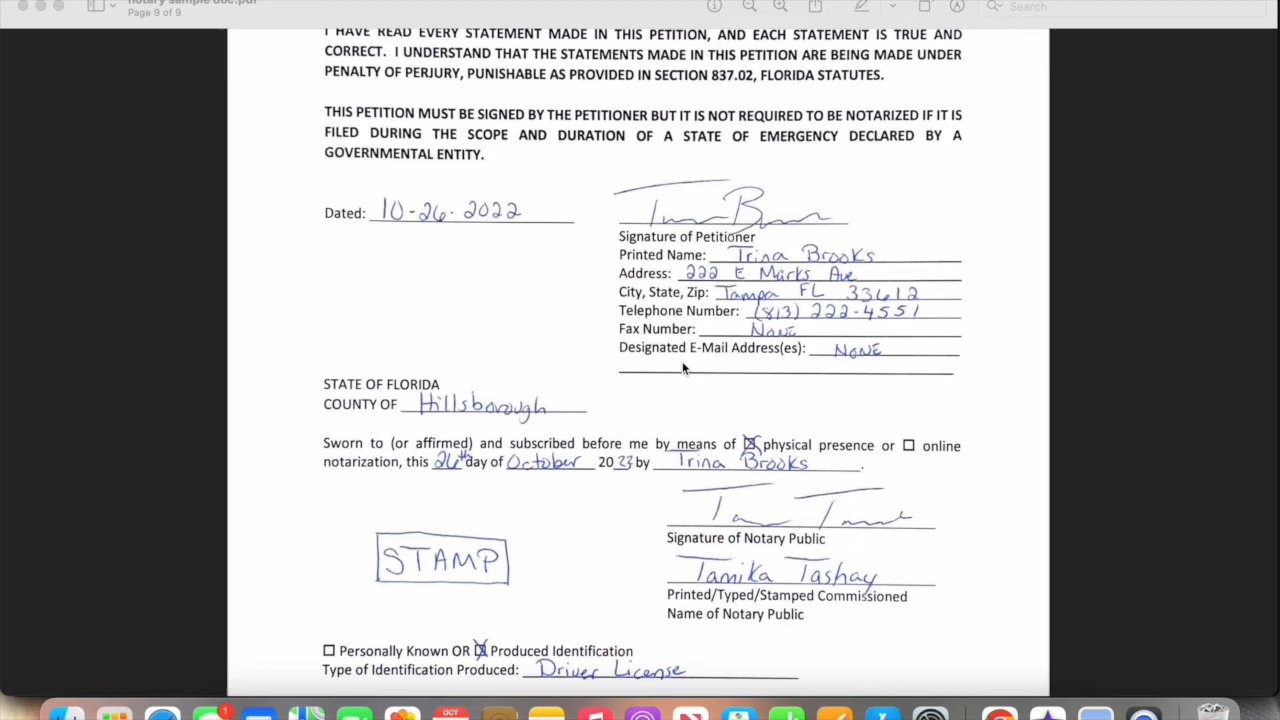 notary sample doc.pdf
Page 9 of 9
Search
I HAVE READ EVERY STATEMENT MADE IN THIS PETITION, AND EACH STATEMENT IS TRUE AND
CORRECT. I UNDERSTAND THAT THE STATEMENTS MADE IN THIS PETITION ARE BEING MADE UNDER
PENALTY OF PERJURY, PUNISHABLE AS PROVIDED IN SECTION 837.02, FLORIDA STATUTES.
THIS PETITION MUST BE SIGNED BY THE PETITIONER BUT IT IS NOT REQUIRED TO BE NOTARIZED IF IT IS
FILED DURING THE SCOPE AND DURATION OF A STATE OF EMERGENCY DECLARED BY A
GOVERNMENTAL ENTITY.
Dated: 10-26-2022
Signature of Petitioner
Printed Name: Trina Brooks
Address: 222 E Marks Ave
City, State, Zip: Tampa FL 33612
Telephone Number: (813) 222-4551
Fax Number: NONE
Designated E-Mail Address(es): NONE
STATE OF FLORIDA
COUNTY OF Hillsborough
Sworn to (or affirmed) and subscribed before me by means of ☒ physical presence or ☐ online
notarization, this 26th day of October 20 by Trina Brooks.
Signature of Notary Public
STAMP
Tamika Tashay
Printed/Typed/Stamped Commissioned
Name of Notary Public
☐ Personally Known OR ☒ Produced Identification
Type of Identification Produced: Driver License
1
OCT